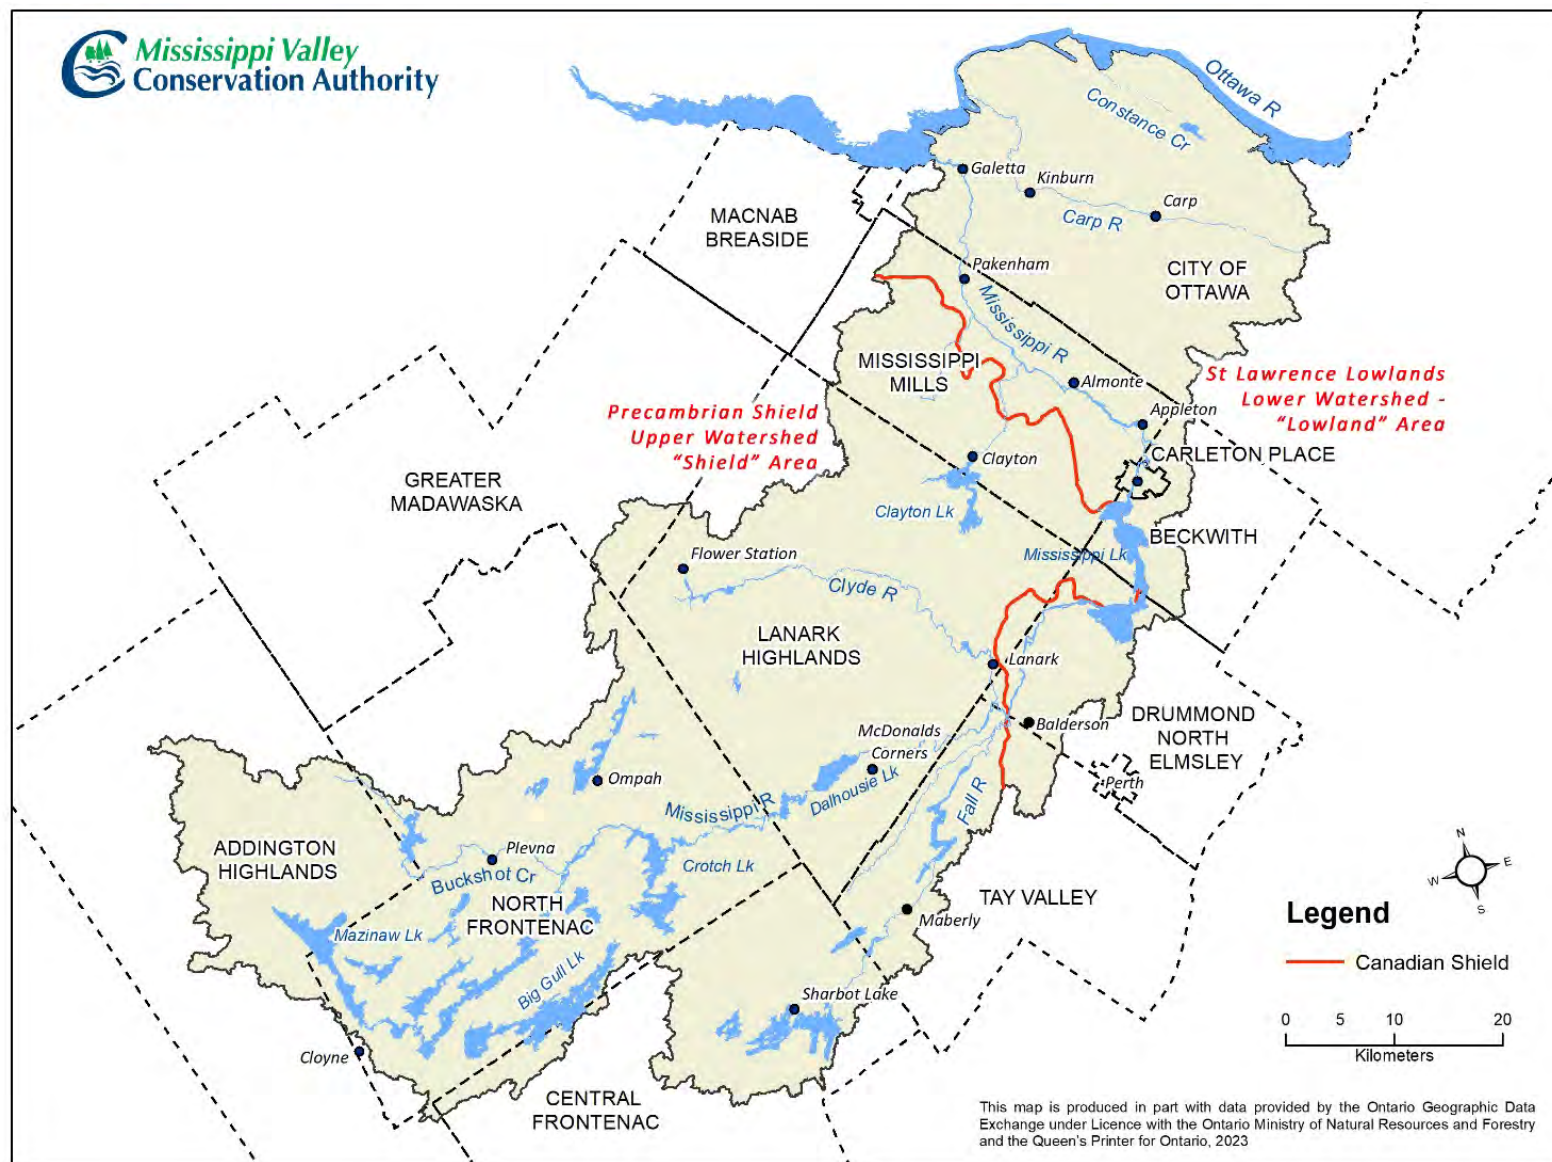 Mississippi Valley
Conservation Authority
Ottawa R
Constance Cr
Galetta
Kinburn
Carp
Carp R
MACNAB
BREASIDE
CITY OF
OTTAWA
Pakenham
Mississippi R
MISSISSIPPI
MILLS
Almonte
St Lawrence Lowlands
Lower Watershed -
“Lowland” Area
Precambrian Shield
Upper Watershed
“Shield” Area
Appleton
CARLETON PLACE
Clayton
Clayton Lk
GREATER
MADAWASKA
BECKWITH
Mississippi Lk
Flower Station
Clyde R
LANARK
HIGHLANDS
Lanark
DRUMMOND
NORTH
ELMSLEY
Balderson
Perth
McDonalds
Corners
Dalhousie Lk
Fall R
Ompah
Mississippi R
ADDINGTON
HIGHLANDS
Plevna
Buckshot Cr
Crotch Lk
NORTH
FRONTENAC
Mazinaw Lk
Big Gull Lk
TAY VALLEY
Maberly
Sharbot Lake
Cloyne
CENTRAL
FRONTENAC
N
E
W
S
Legend
Canadian Shield
0 5 10 20
Kilometers
This map is produced in part with data provided by the Ontario Geographic Data
Exchange under Licence with the Ontario Ministry of Natural Resources and Forestry
and the Queen's Printer for Ontario, 2023